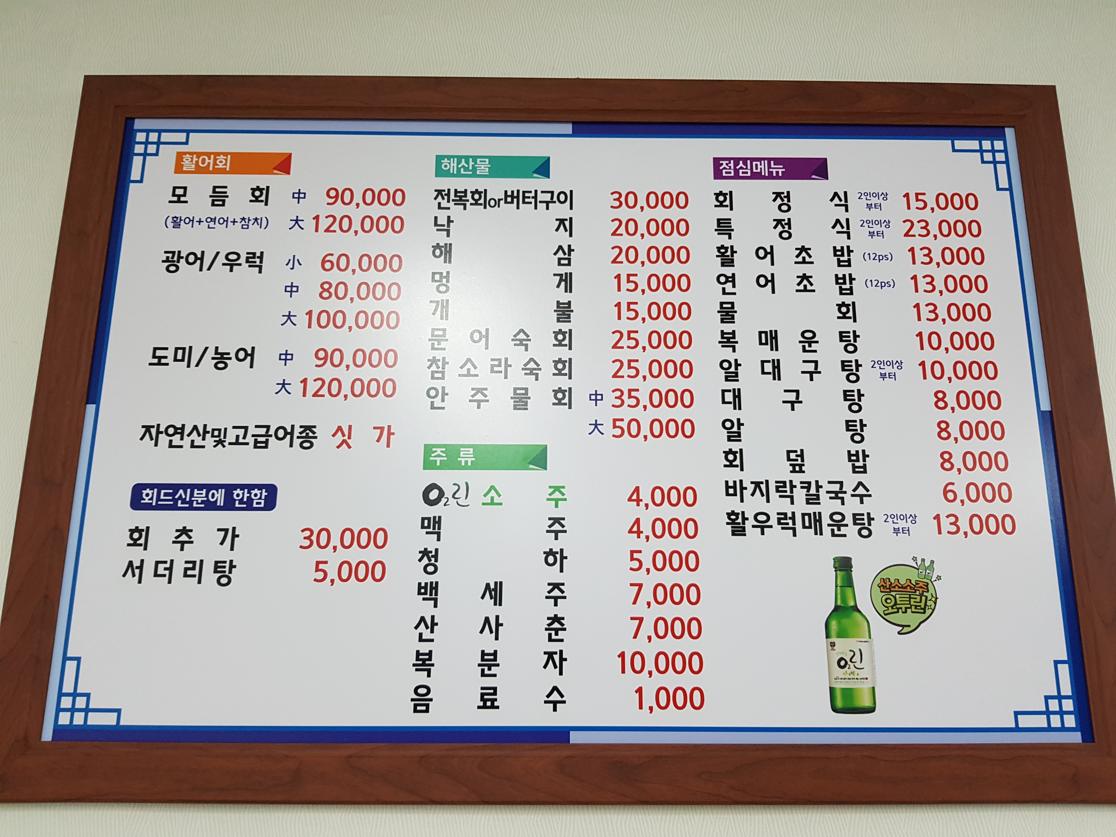 활어회
모듬회 中 90,000
(활어+연어+참치) 大 120,000
광어/우럭 小 60,000
中 80,000
大 100,000
도미/농어 中 90,000
大 120,000
자연산및고급어종 싯가
회드신분에 한함
회추가 30,000
서더리탕 5,000
해산물
전복회or버터구이 30,000
낙지 20,000
해삼 20,000
멍게 15,000
개불 15,000
문어숙회 25,000
참소라숙회 25,000
안주물회 中 35,000
大 50,000
주류
O2린 소주 4,000
맥주 4,000
청하 5,000
백세주 7,000
산사춘 7,000
복분자 10,000
음료수 1,000
점심메뉴
회정식 2인이상부터 15,000
특정식 2인이상부터 23,000
활어초밥 (12ps) 13,000
연어초밥 (12ps) 13,000
물회 13,000
복매운탕 10,000
알대구탕 2인이상부터 10,000
대구탕 8,000
알탕 8,000
회덮밥 8,000
바지락칼국수 6,000
활우럭매운탕 2인이상부터 13,000
산소소주
오투린
O2린